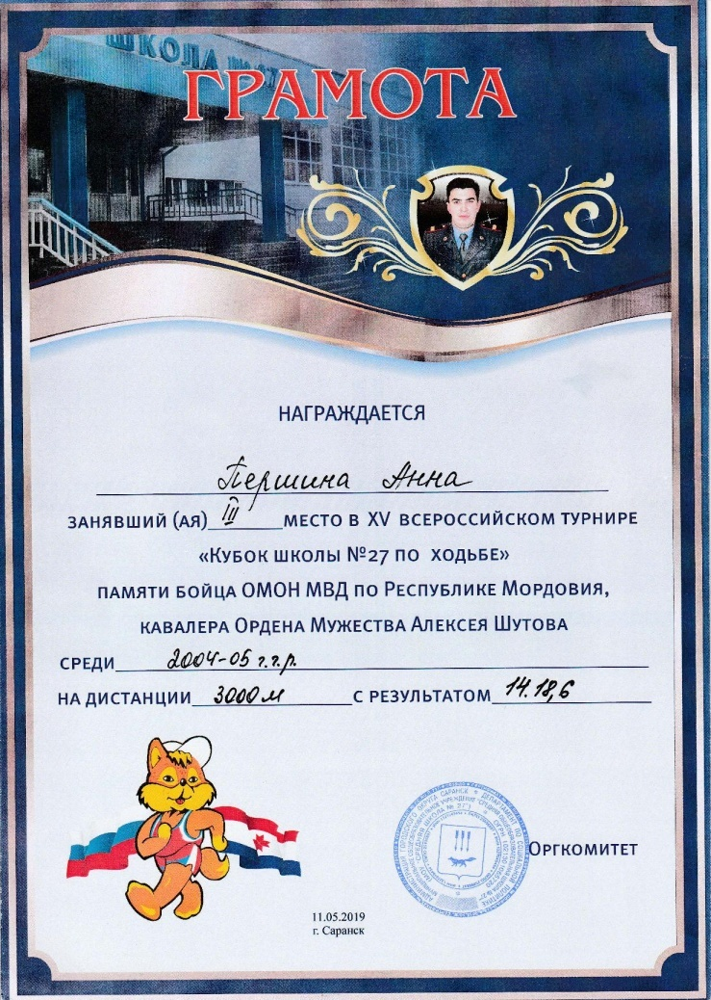 ШКОЛА №27
ГРАМОТА
НАГРАЖДАЕТСЯ
Першина Анна
ЗАНЯВШИЙ (АЯ) III МЕСТО В XV ВСЕРОССИЙСКОМ ТУРНИРЕ
«КУБОК ШКОЛЫ №27 ПО ХОДЬБЕ»
ПАМЯТИ БОЙЦА ОМОН МВД ПО РЕСПУБЛИКЕ МОРДОВИЯ,
КАВАЛЕРА ОРДЕНА МУЖЕСТВА АЛЕКСЕЯ ШУТОВА
СРЕДИ 2004-05 г.г.р.
НА ДИСТАНЦИИ 3000м С РЕЗУЛЬТАТОМ 14.18,6
ОРГКОМИТЕТ
11.05.2019
г. Саранск